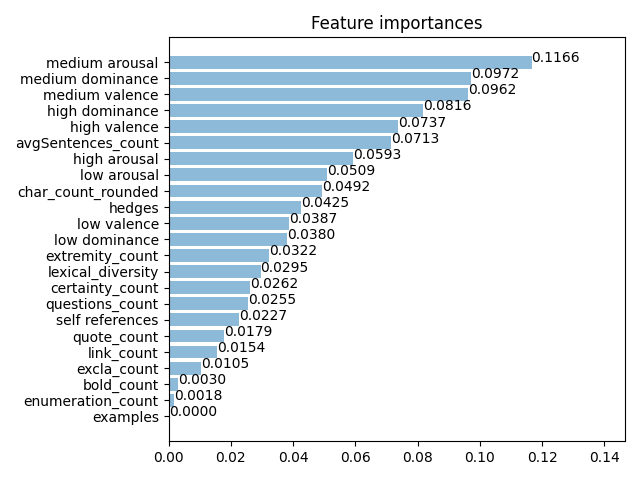 Feature importances
medium arousal 0.1166
medium dominance 0.0972
medium valence 0.0962
high dominance 0.0816
high valence 0.0737
avgSentences_count 0.0713
high arousal 0.0593
low arousal 0.0509
char_count_rounded 0.0492
hedges 0.0425
low valence 0.0387
low dominance 0.0380
extremity_count 0.0322
lexical_diversity 0.0295
certainty_count 0.0262
questions_count 0.0255
self references 0.0227
quote_count 0.0179
link_count 0.0154
excla_count 0.0105
bold_count 0.0030
enumeration_count 0.0018
examples 0.0000
0.00 0.02 0.04 0.06 0.08 0.10 0.12 0.14